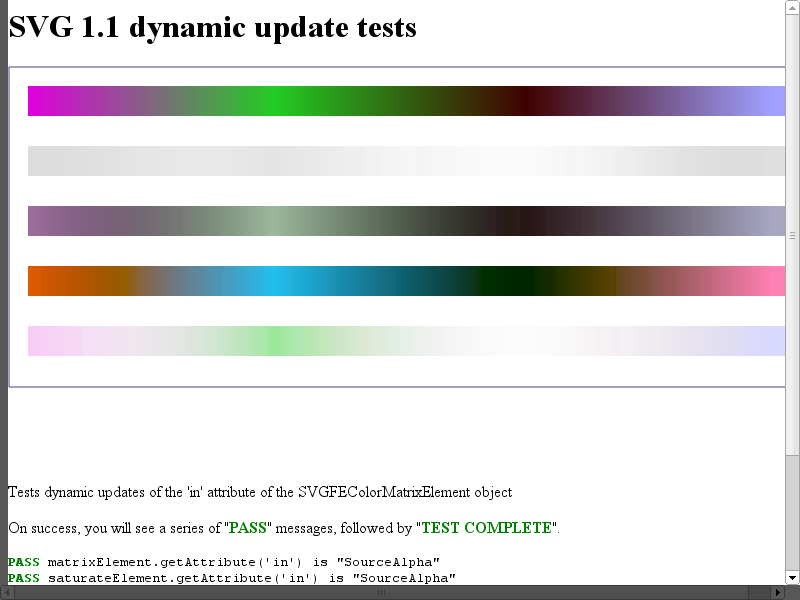 SVG 1.1 dynamic update tests
Tests dynamic updates of the 'in' attribute of the SVGFEColorMatrixElement object
On success, you will see a series of "PASS" messages, followed by "TEST COMPLETE".
PASS matrixElement.getAttribute('in') is "SourceAlpha"
PASS saturateElement.getAttribute('in') is "SourceAlpha"